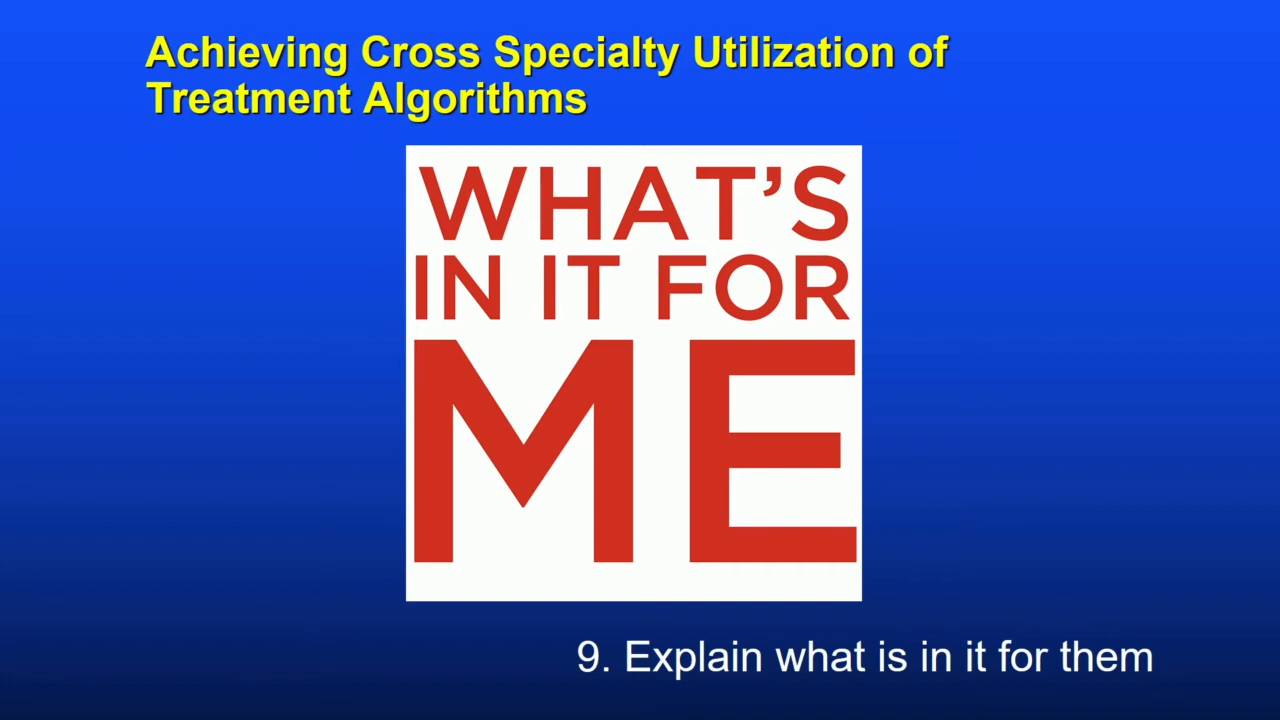 Achieving Cross Specialty Utilization of
Treatment Algorithms
WHAT’S
IN IT FOR
ME
9. Explain what is in it for them